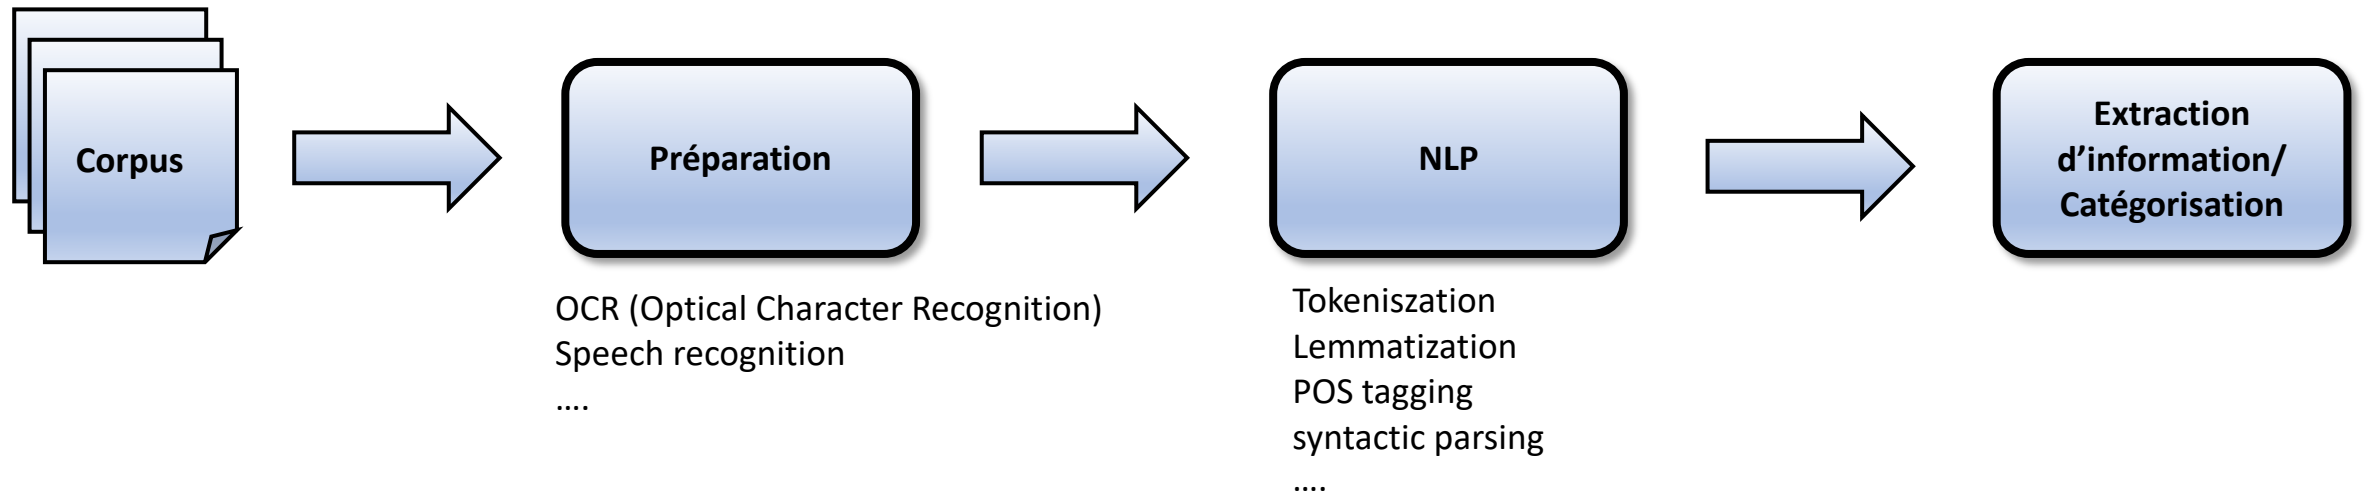 Corpus
Préparation
OCR (Optical Character Recognition)
Speech recognition
….
NLP
Tokeniszation
Lemmatization
POS tagging
syntactic parsing
….
Extraction
d’information/
Catégorisation